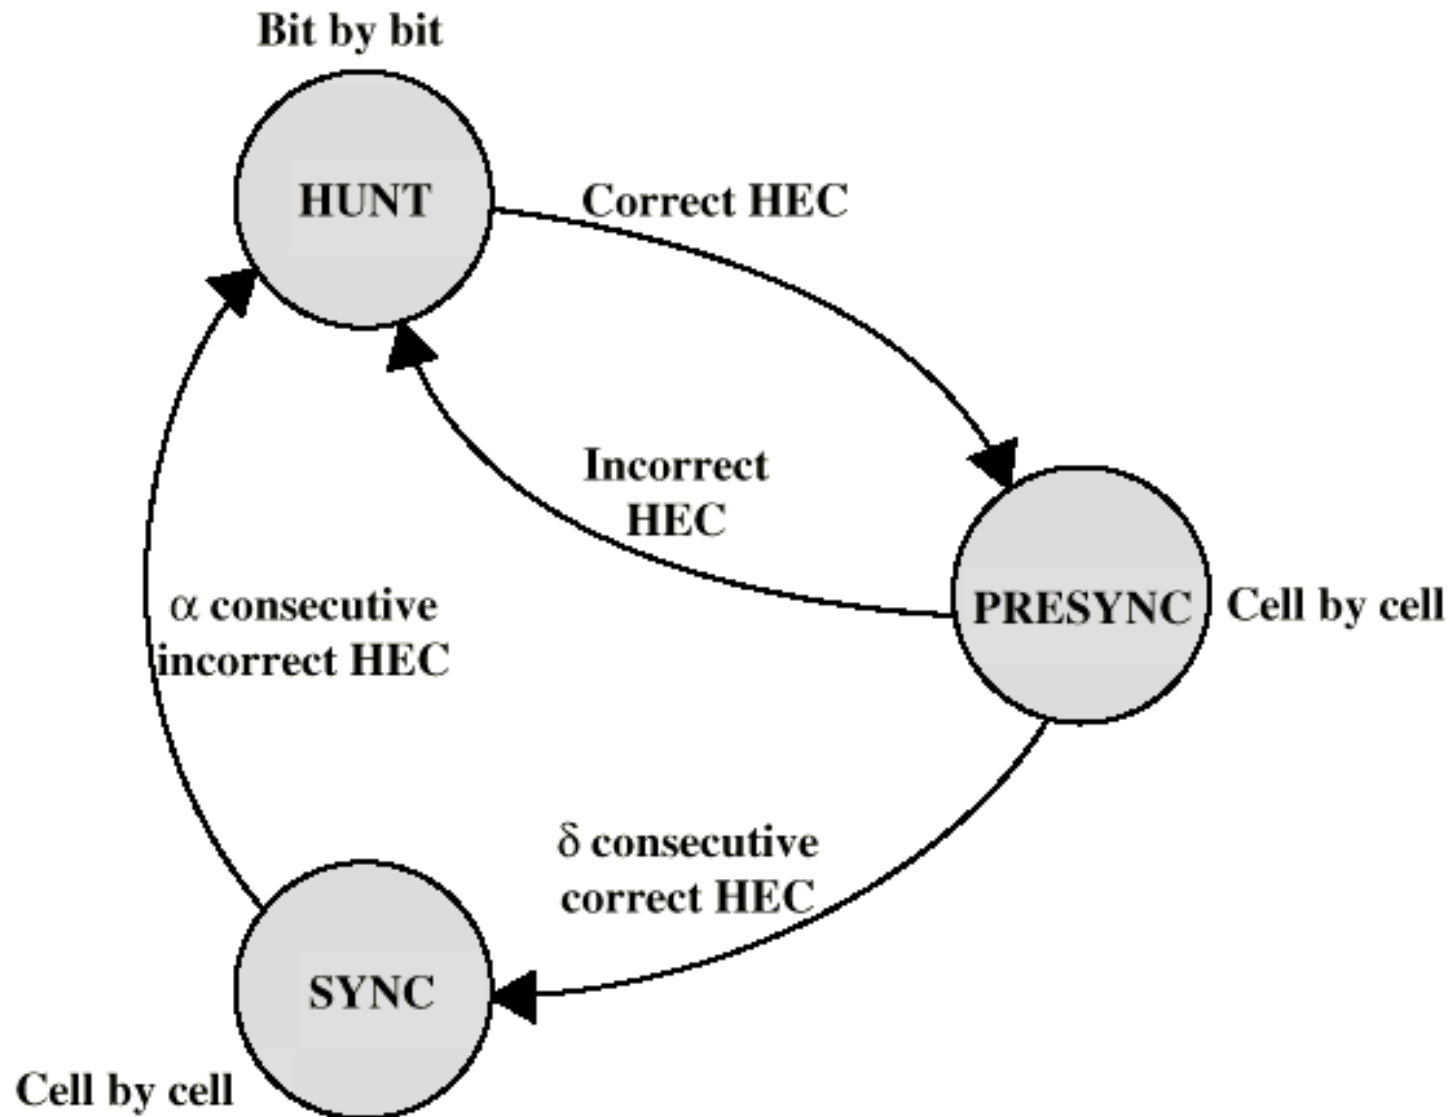 Bit by bit
HUNT
Correct HEC
Incorrect
HEC
PRESYNC
Cell by cell
α consecutive
incorrect HEC
δ consecutive
correct HEC
SYNC
Cell by cell